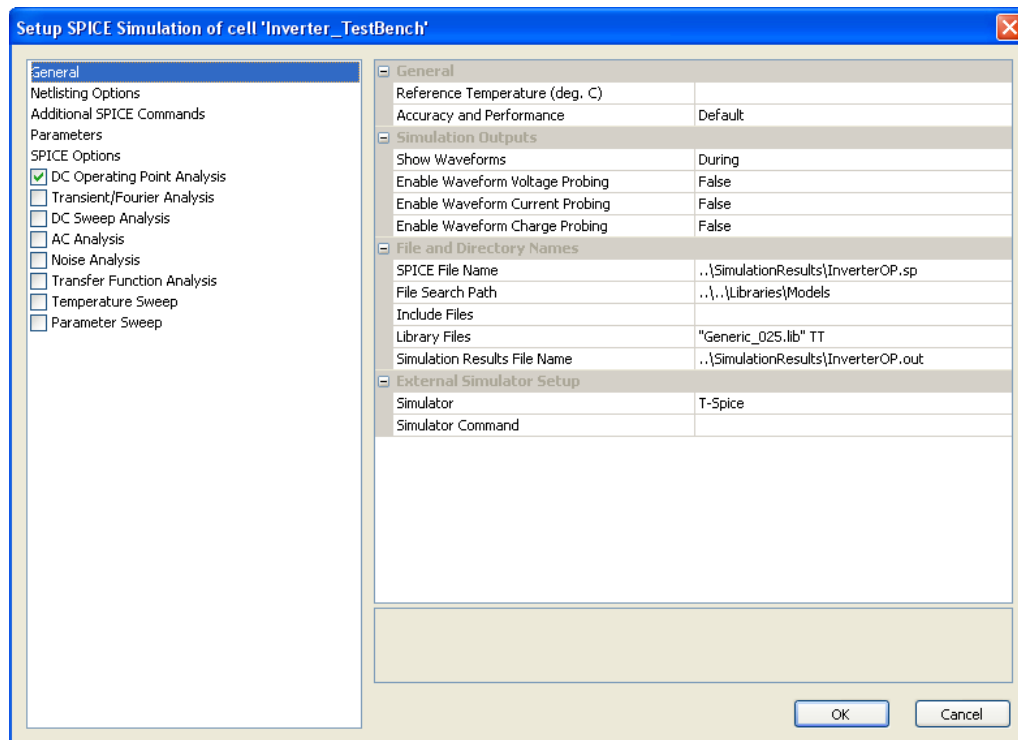 Setup SPICE Simulation of cell 'Inverter_TestBench'
General
Netlisting Options
Additional SPICE Commands
Parameters
SPICE Options
DC Operating Point Analysis
Transient/Fourier Analysis
DC Sweep Analysis
AC Analysis
Noise Analysis
Transfer Function Analysis
Temperature Sweep
Parameter Sweep
General
Reference Temperature (deg. C)
Accuracy and Performance Default
Simulation Outputs
Show Waveforms During
Enable Waveform Voltage Probing False
Enable Waveform Current Probing False
Enable Waveform Charge Probing False
File and Directory Names
SPICE File Name ..\SimulationResults\InverterOP.sp
File Search Path ..\..\Libraries\Models
Include Files
Library Files "Generic_025.lib" TT
Simulation Results File Name ..\SimulationResults\InverterOP.out
External Simulator Setup
Simulator T-Spice
Simulator Command
OK Cancel